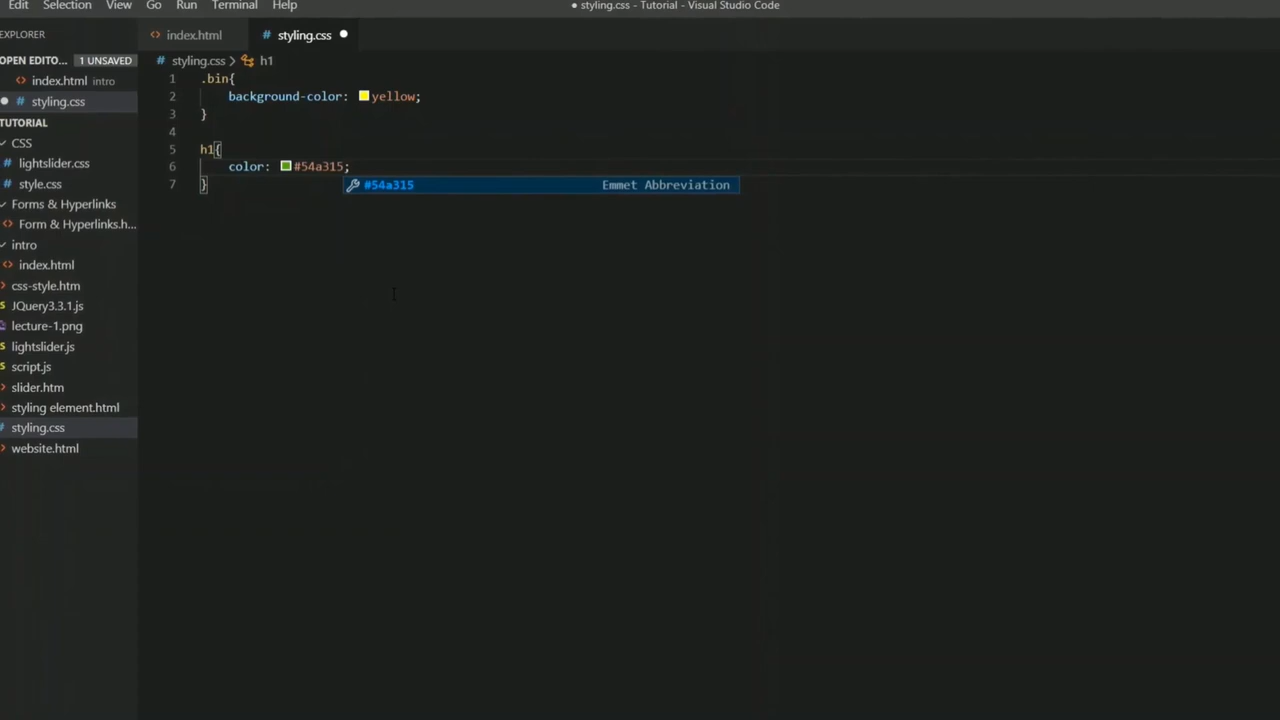 Edit Selection View Go Run Terminal Help
● styling.css - Tutorial - Visual Studio Code
EXPLORER
OPEN EDITO... 1 UNSAVED
index.html intro
# styling.css
TUTORIAL
CSS
# lightslider.css
# style.css
Forms & Hyperlinks
<> Form & Hyperlinks.h...
intro
<> index.html
css-style.htm
JQuery3.3.1.js
lecture-1.png
lightslider.js
script.js
slider.htm
styling element.html
styling.css
website.html
<> index.html
# styling.css ●
# styling.css > h1
1 .bin{
2 background-color: yellow;
3 }
4
5 h1{
6 color: #54a315;
7 }
#54a315 Emmet Abbreviation